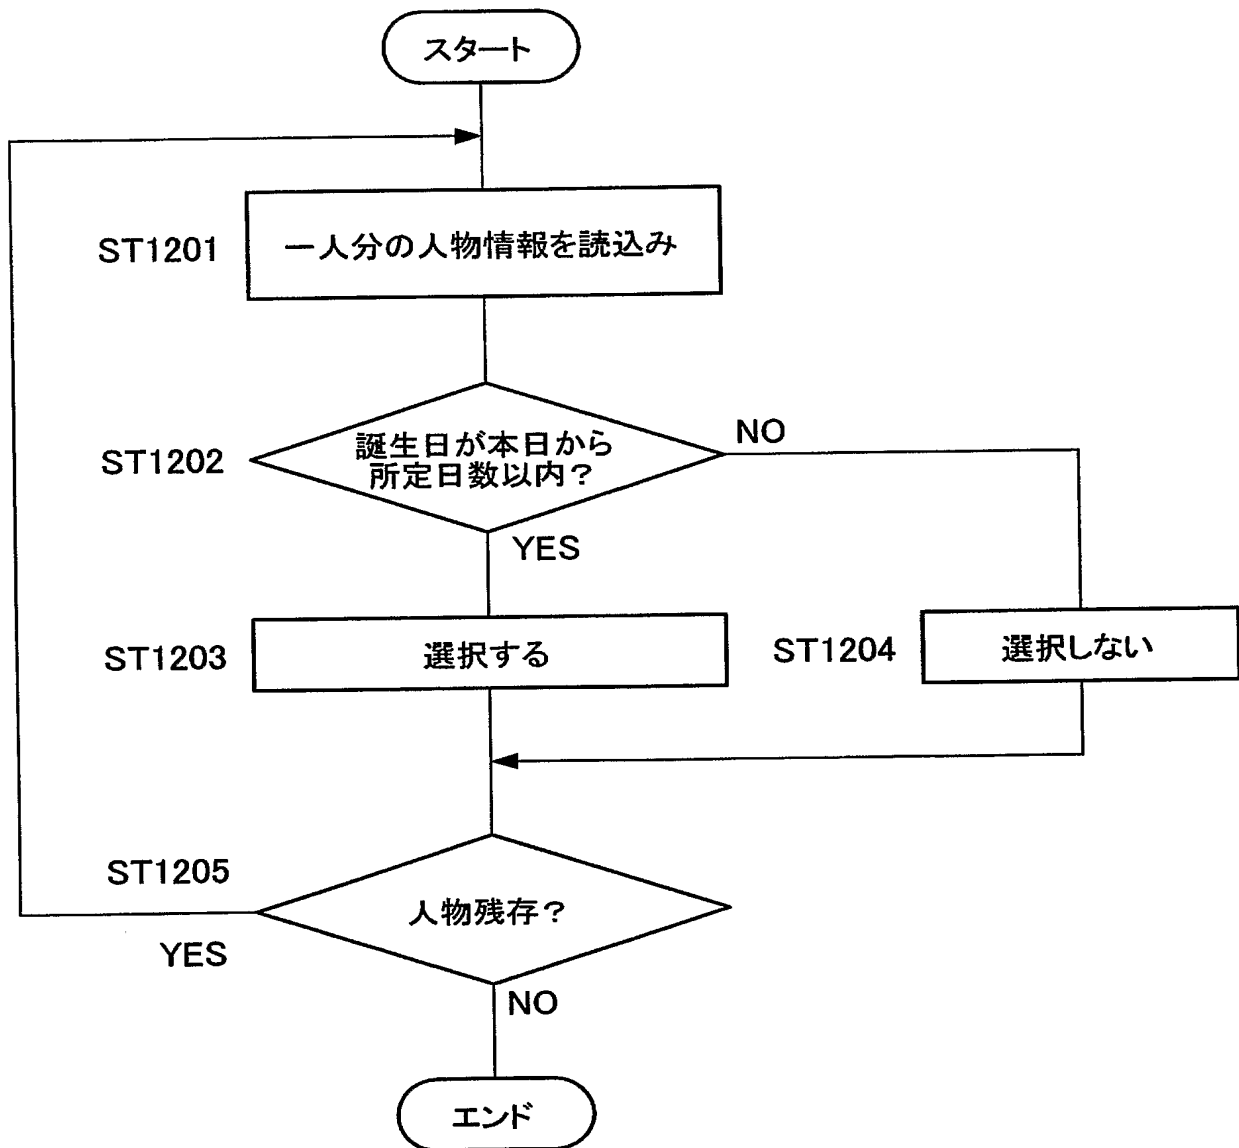 スタート
ST1201
一人分の人物情報を読込み
ST1202
誕生日が本日から
所定日数以内?
NO
YES
ST1203
選択する
ST1204
選択しない
ST1205
人物残存?
YES
NO
エンド